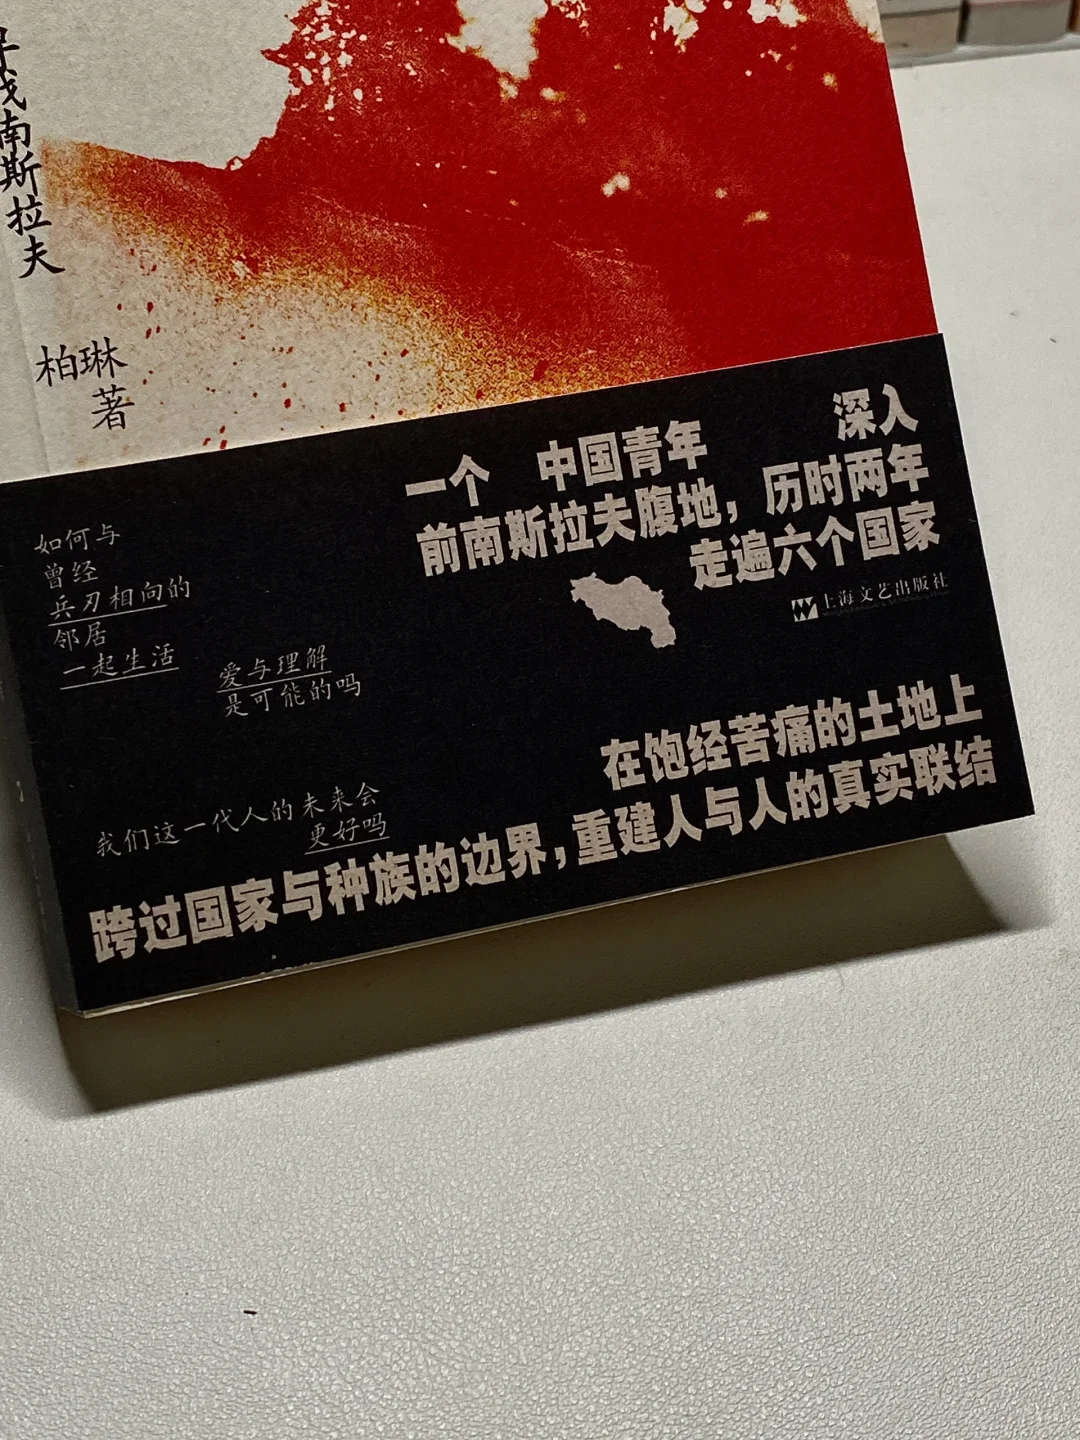 寻找南斯拉夫
柏琳
著
一个 中国青年 深入
前南斯拉夫腹地，历时两年
走遍六个国家
上海文艺出版社
如何与
曾经
兵刃相向的
邻居
一起生活
爱与理解
是可能的吗
我们这一代人的未来会
更好吗
在饱经苦痛的土地上
跨过国家与种族的边界，重建人与人的真实联结